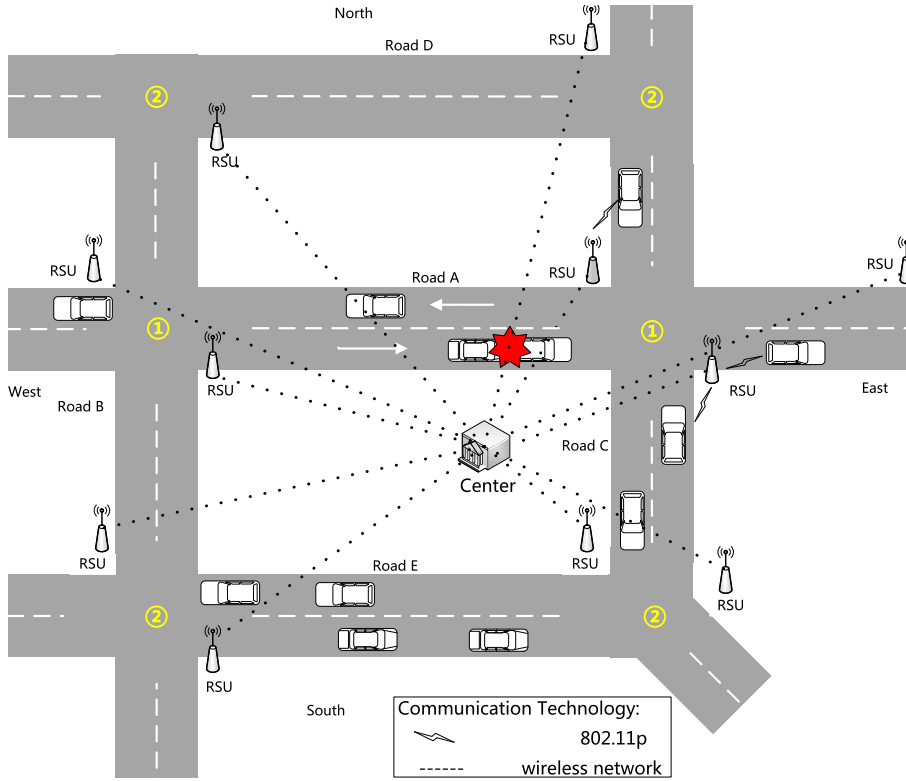 North
RSU
Road D
②
②
RSU
RSU
Road A
RSU
RSU
①
①
West
RSU
RSU
East
Road B
Road C
Center
RSU
RSU
Road E
RSU
②
②
RSU
South
Communication Technology:
802.11p
wireless network